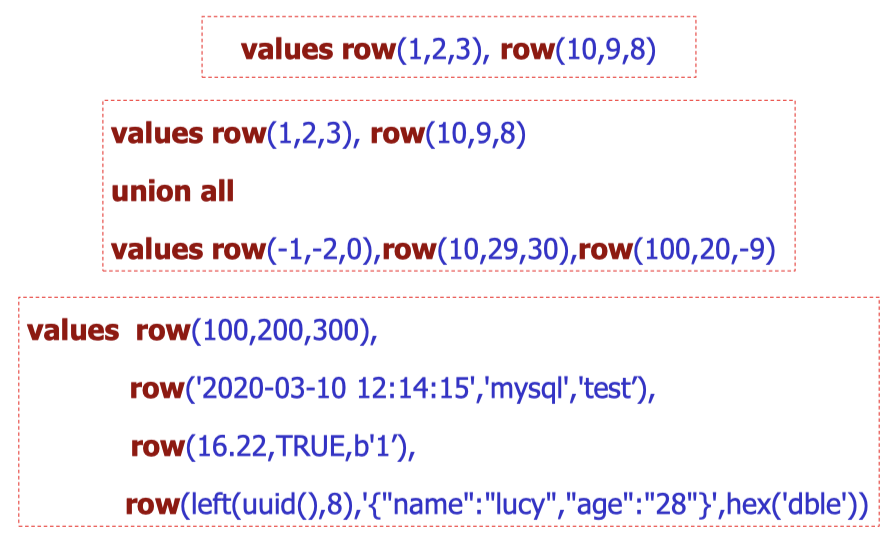 values row(1,2,3), row(10,9,8)
values row(1,2,3), row(10,9,8)
union all
values row(-1,-2,0),row(10,29,30),row(100,20,-9)
values  row(100,200,300),
row('2020-03-10 12:14:15','mysql','test’),
row(16.22,TRUE,b'1’),
row(left(uuid(),8),'{"name":"lucy","age":"28"}',hex('dble'))